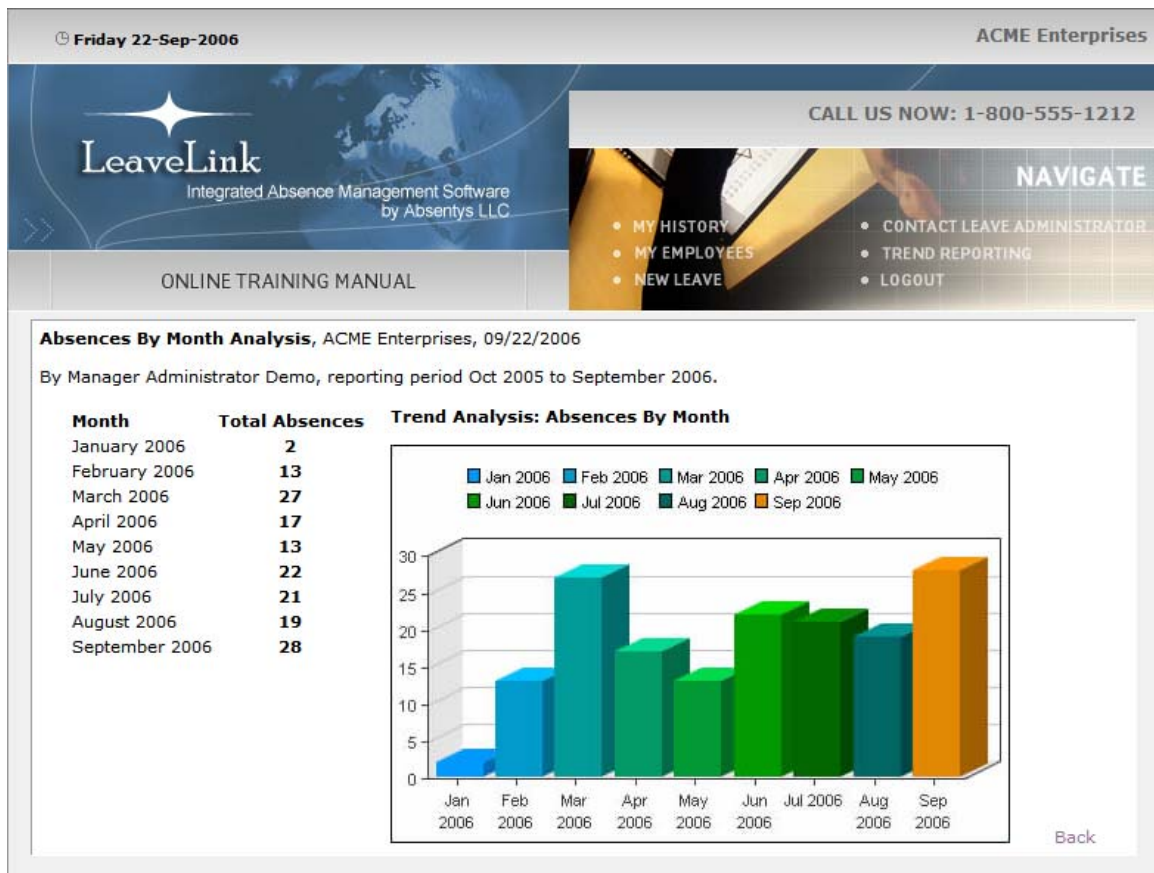 Friday 22-Sep-2006
ACME Enterprises
CALL US NOW: 1-800-555-1212
LeaveLink
Integrated Absence Management Software
by Absentys LLC
NAVIGATE
MY HISTORY
MY EMPLOYEES
NEW LEAVE
CONTACT LEAVE ADMINISTRATOR
TREND REPORTING
LOGOUT
ONLINE TRAINING MANUAL
Absences By Month Analysis, ACME Enterprises, 09/22/2006
By Manager Administrator Demo, reporting period Oct 2005 to September 2006.
Month Total Absences
January 2006 2
February 2006 13
March 2006 27
April 2006 17
May 2006 13
June 2006 22
July 2006 21
August 2006 19
September 2006 28
Trend Analysis: Absences By Month
Jan 2006 Feb 2006 Mar 2006 Apr 2006 May 2006
Jun 2006 Jul 2006 Aug 2006 Sep 2006
30
25
20
15
10
5
0
Jan Feb Mar Apr May Jun Jul 2006 Aug Sep
2006 2006 2006 2006 2006 2006 2006 2006
Back